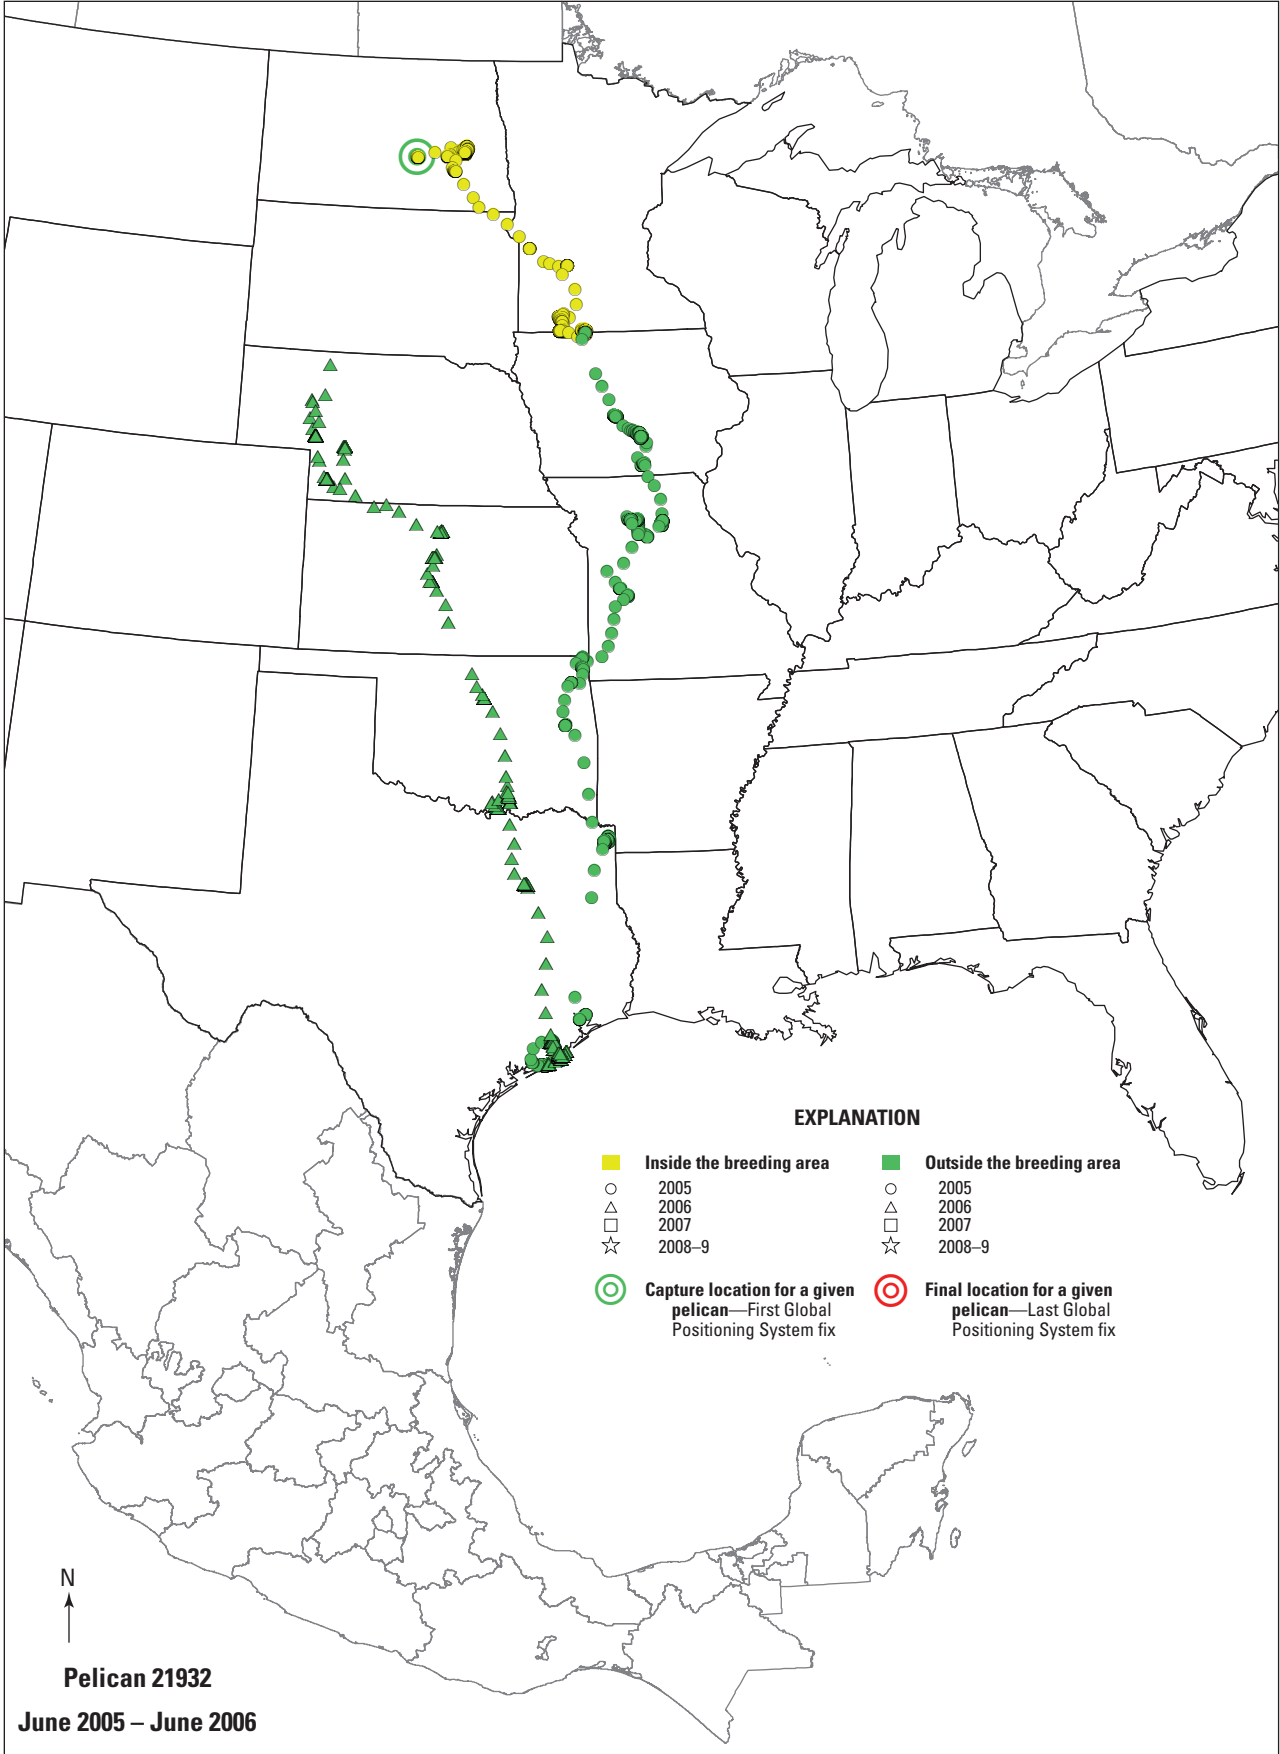 EXPLANATION
Inside the breeding area
2005
2006
2007
2008–9
Capture location for a given
pelican—First Global
Positioning System fix
Outside the breeding area
2005
2006
2007
2008–9
Final location for a given
pelican—Last Global
Positioning System fix
N
Pelican 21932
June 2005 – June 2006